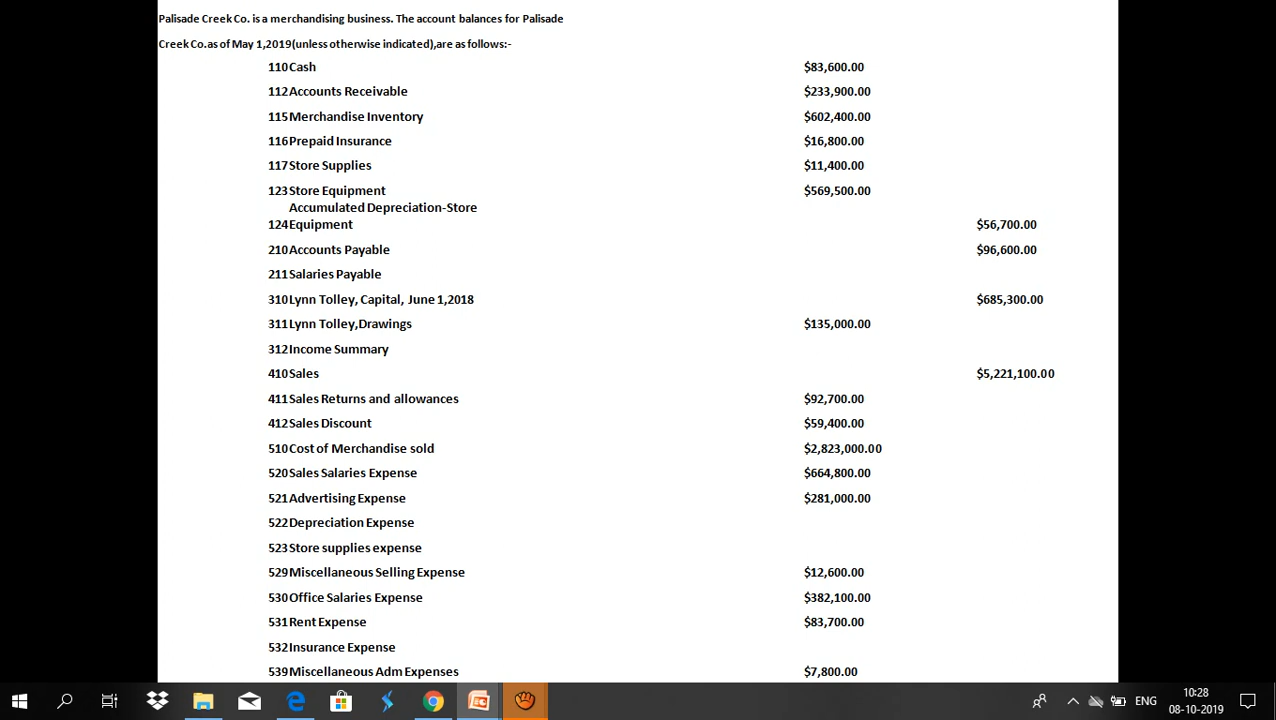 Palisade Creek Co. is a merchandising business. The account balances for Palisade
Creek Co.as of May 1,2019(unless otherwise indicated),are as follows:-
110 Cash $83,600.00
112 Accounts Receivable $233,900.00
115 Merchandise Inventory $602,400.00
116 Prepaid Insurance $16,800.00
117 Store Supplies $11,400.00
123 Store Equipment $569,500.00
Accumulated Depreciation-Store
124 Equipment $56,700.00
210 Accounts Payable $96,600.00
211 Salaries Payable
310 Lynn Tolley, Capital, June 1,2018 $685,300.00
311 Lynn Tolley,Drawings $135,000.00
312 Income Summary
410 Sales $5,221,100.00
411 Sales Returns and allowances $92,700.00
412 Sales Discount $59,400.00
510 Cost of Merchandise sold $2,823,000.00
520 Sales Salaries Expense $664,800.00
521 Advertising Expense $281,000.00
522 Depreciation Expense
523 Store supplies expense
529 Miscellaneous Selling Expense $12,600.00
530 Office Salaries Expense $382,100.00
531 Rent Expense $83,700.00
532 Insurance Expense
539 Miscellaneous Adm Expenses $7,800.00
ENG
10:28
08-10-2019